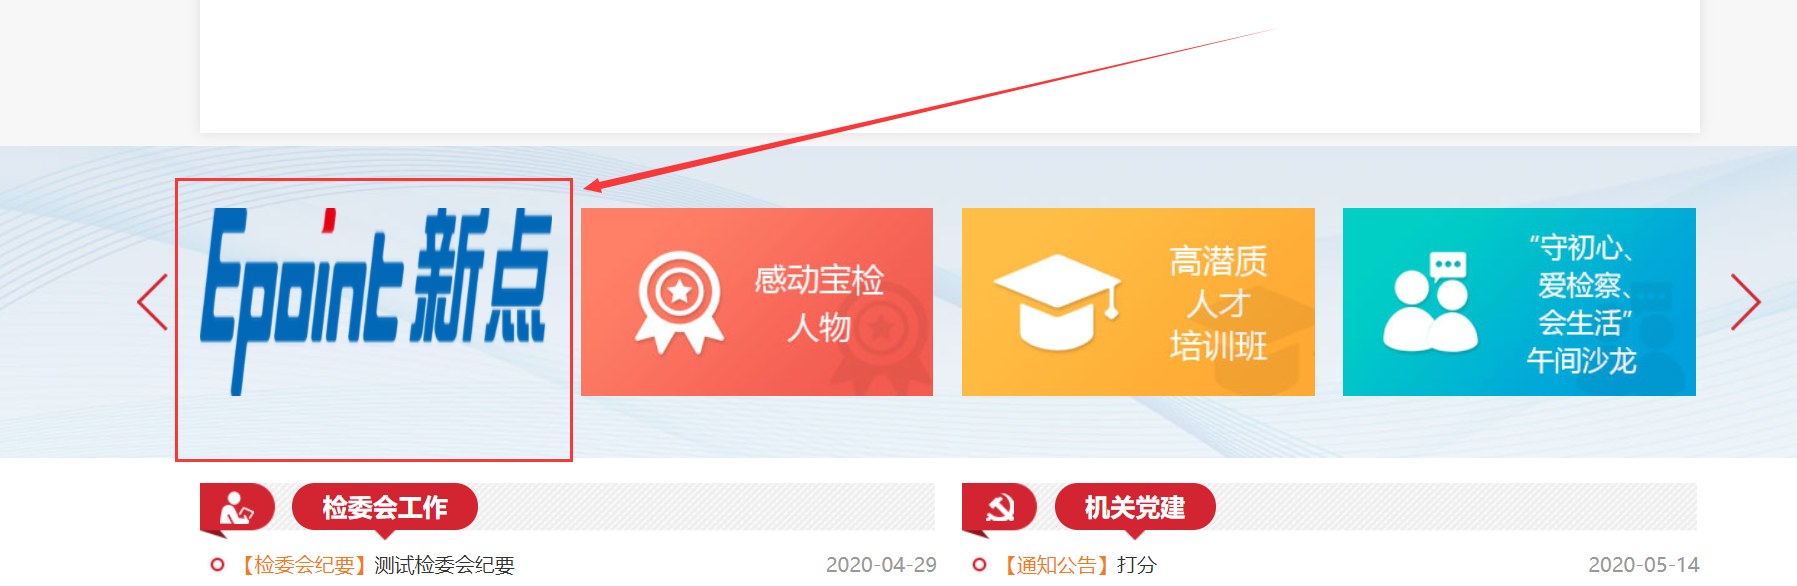 Epoint 新点
感动宝检
人物
高潜质
人才
培训班
“守初心、
爱检察、
会生活”
午间沙龙
检委会工作
机关党建
【检委会纪要】测试检委会纪要 2020-04-29
【通知公告】打分 2020-05-14